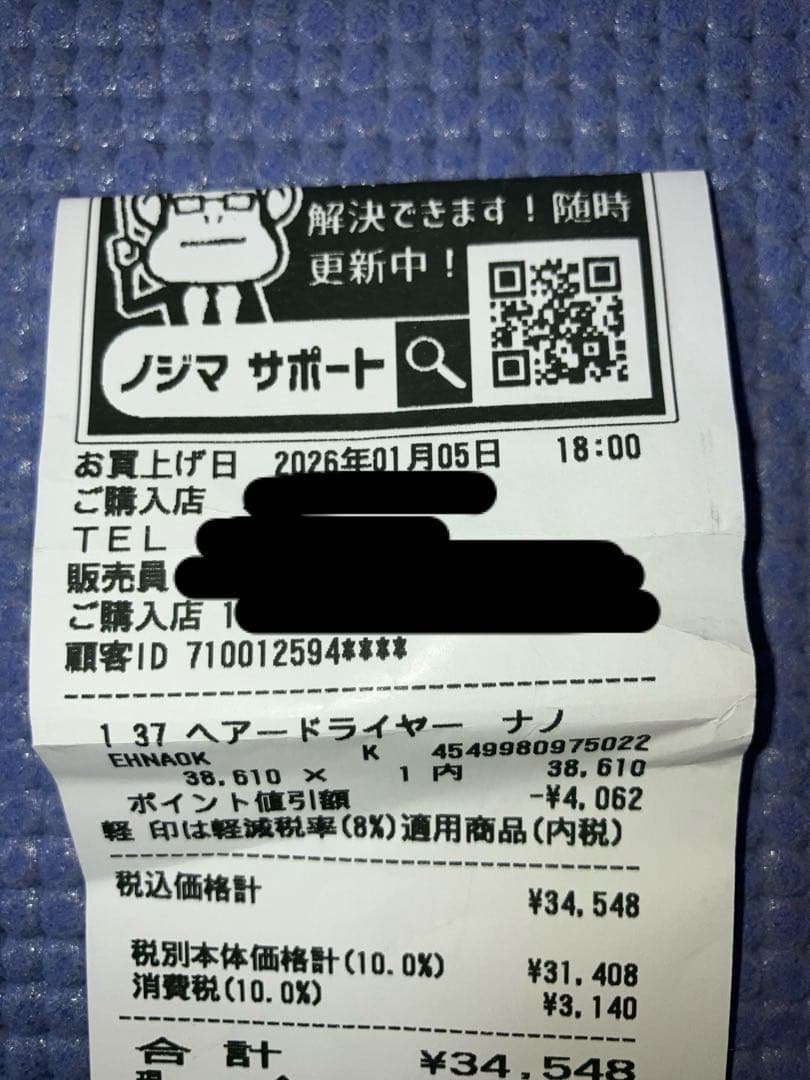 解決できます！随時
更新中！
ノジマ サポート
お買上げ日 2026年01月05日 18:00
ご購入店
TEL
販売員
ご購入店 1
顧客ID 710012594****
1 37 ヘアードライヤー ナノ
EHNA0K K 4549980975022
38,610 × 1 内 38,610
ポイント値引額 -¥4,062
軽 印は軽減税率(8%)適用商品(内税)
税込価格計 ¥34,548
税別本体価格計(10.0%) ¥31,408
消費税(10.0%) ¥3,140
合 計 ¥34,548